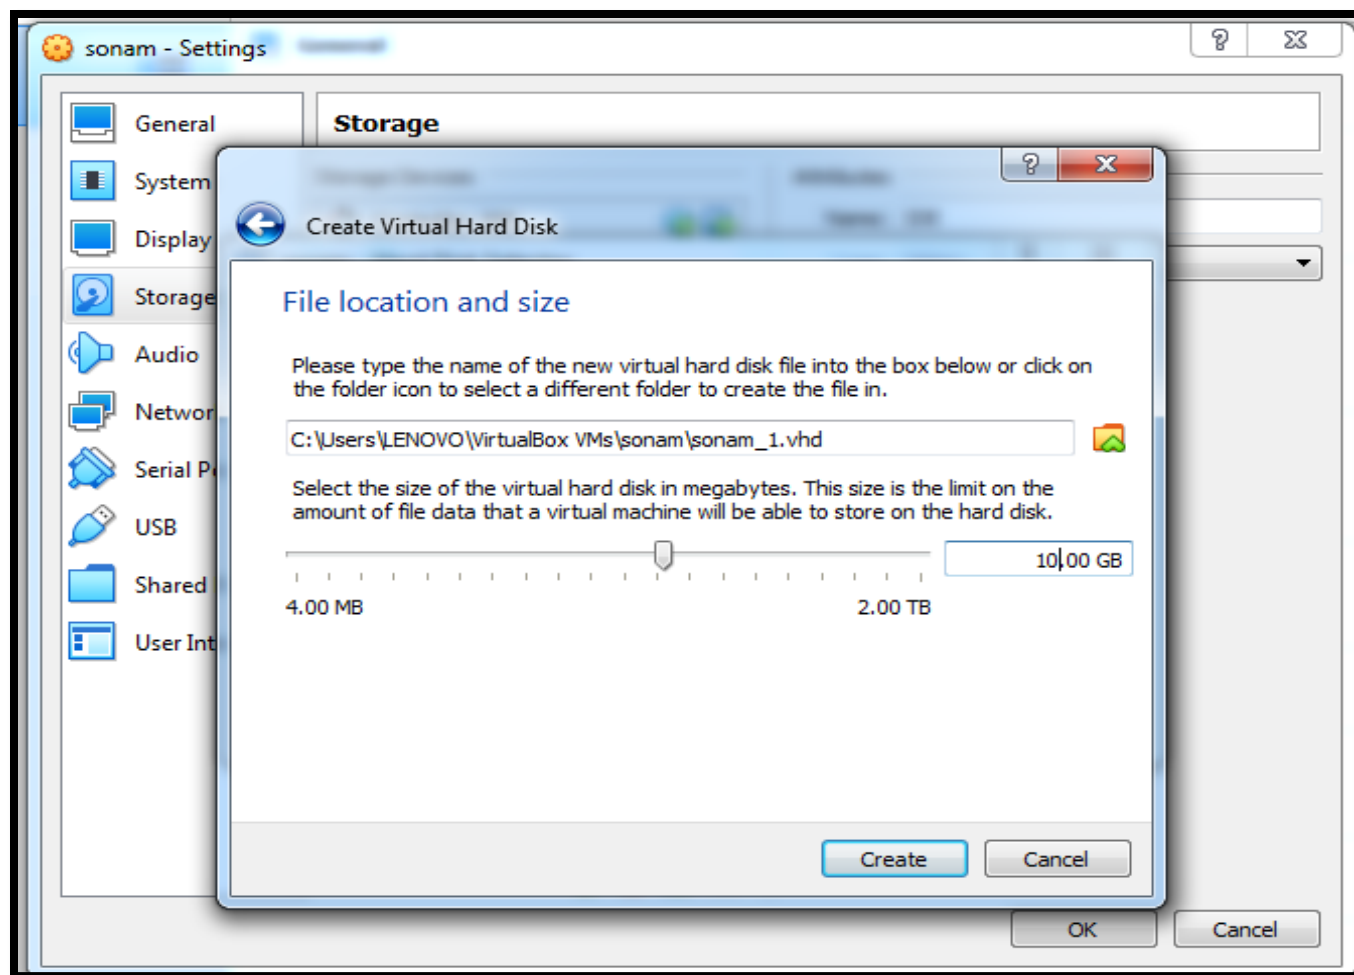 sonam - Settings
General
System
Display
Storage
Audio
Networ
Serial P
USB
Shared
User Int
Storage
Create Virtual Hard Disk
File location and size
Please type the name of the new virtual hard disk file into the box below or click on
the folder icon to select a different folder to create the file in.
C:\Users\LENOVO\VirtualBox VMs\sonam\sonam_1.vhd
Select the size of the virtual hard disk in megabytes. This size is the limit on the
amount of file data that a virtual machine will be able to store on the hard disk.
10.00 GB
4.00 MB 2.00 TB
Create Cancel
OK Cancel